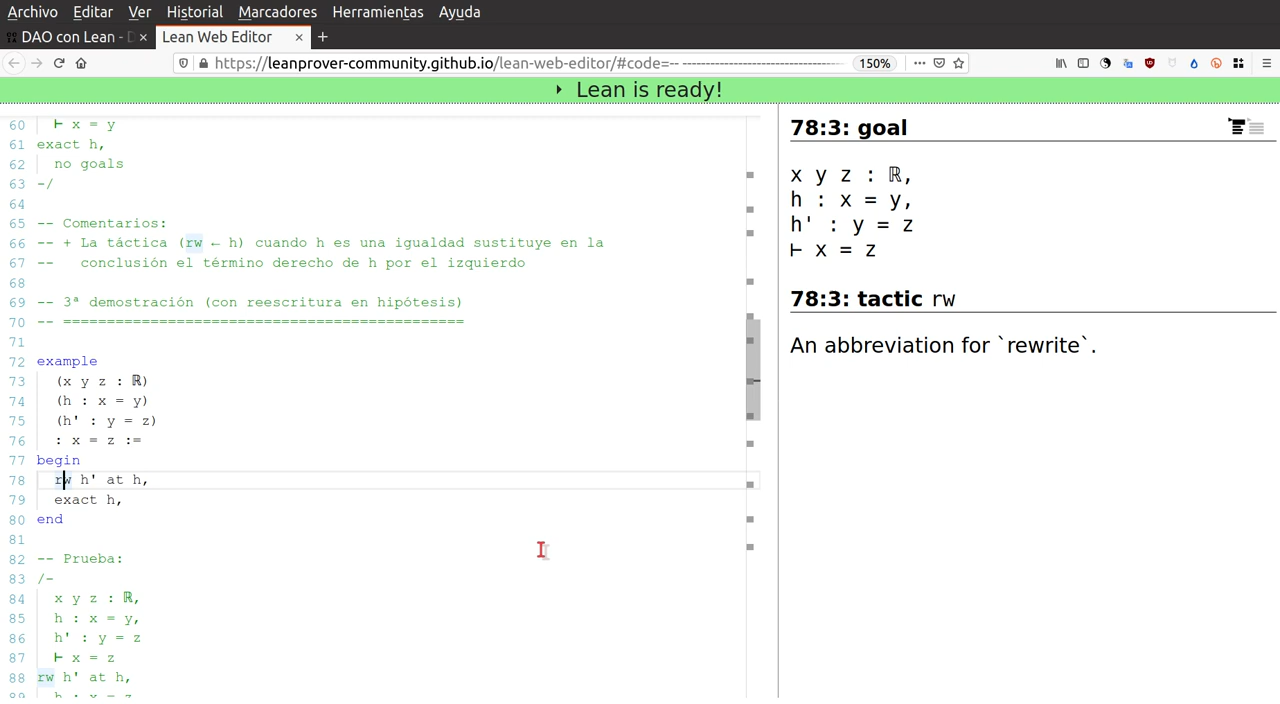 Archivo Editar Ver Historial Marcadores Herramientas Ayuda
DAO con Lean - D × Lean Web Editor × +
https://leanprover-community.github.io/lean-web-editor/#code=-- ------------------------------------ 150%
Lean is ready!
60 ⊢ x = y
61 exact h,
62 no goals
63 -/
64
65 -- Comentarios:
66 -- + La táctica (rw ← h) cuando h es una igualdad sustituye en la
67 -- conclusión el término derecho de h por el izquierdo
68
69 -- 3ª demostración (con reescritura en hipótesis)
70 -- ==============================================
71
72 example
73 (x y z : ℝ)
74 (h : x = y)
75 (h' : y = z)
76 : x = z :=
77 begin
78 rw h' at h,
79 exact h,
80 end
81
82 -- Prueba:
83 /-
84 x y z : ℝ,
85 h : x = y,
86 h' : y = z
87 ⊢ x = z
88 rw h' at h,
89 h : x = z
78:3: goal
x y z : ℝ,
h : x = y,
h' : y = z
⊢ x = z
78:3: tactic rw
An abbreviation for `rewrite`.